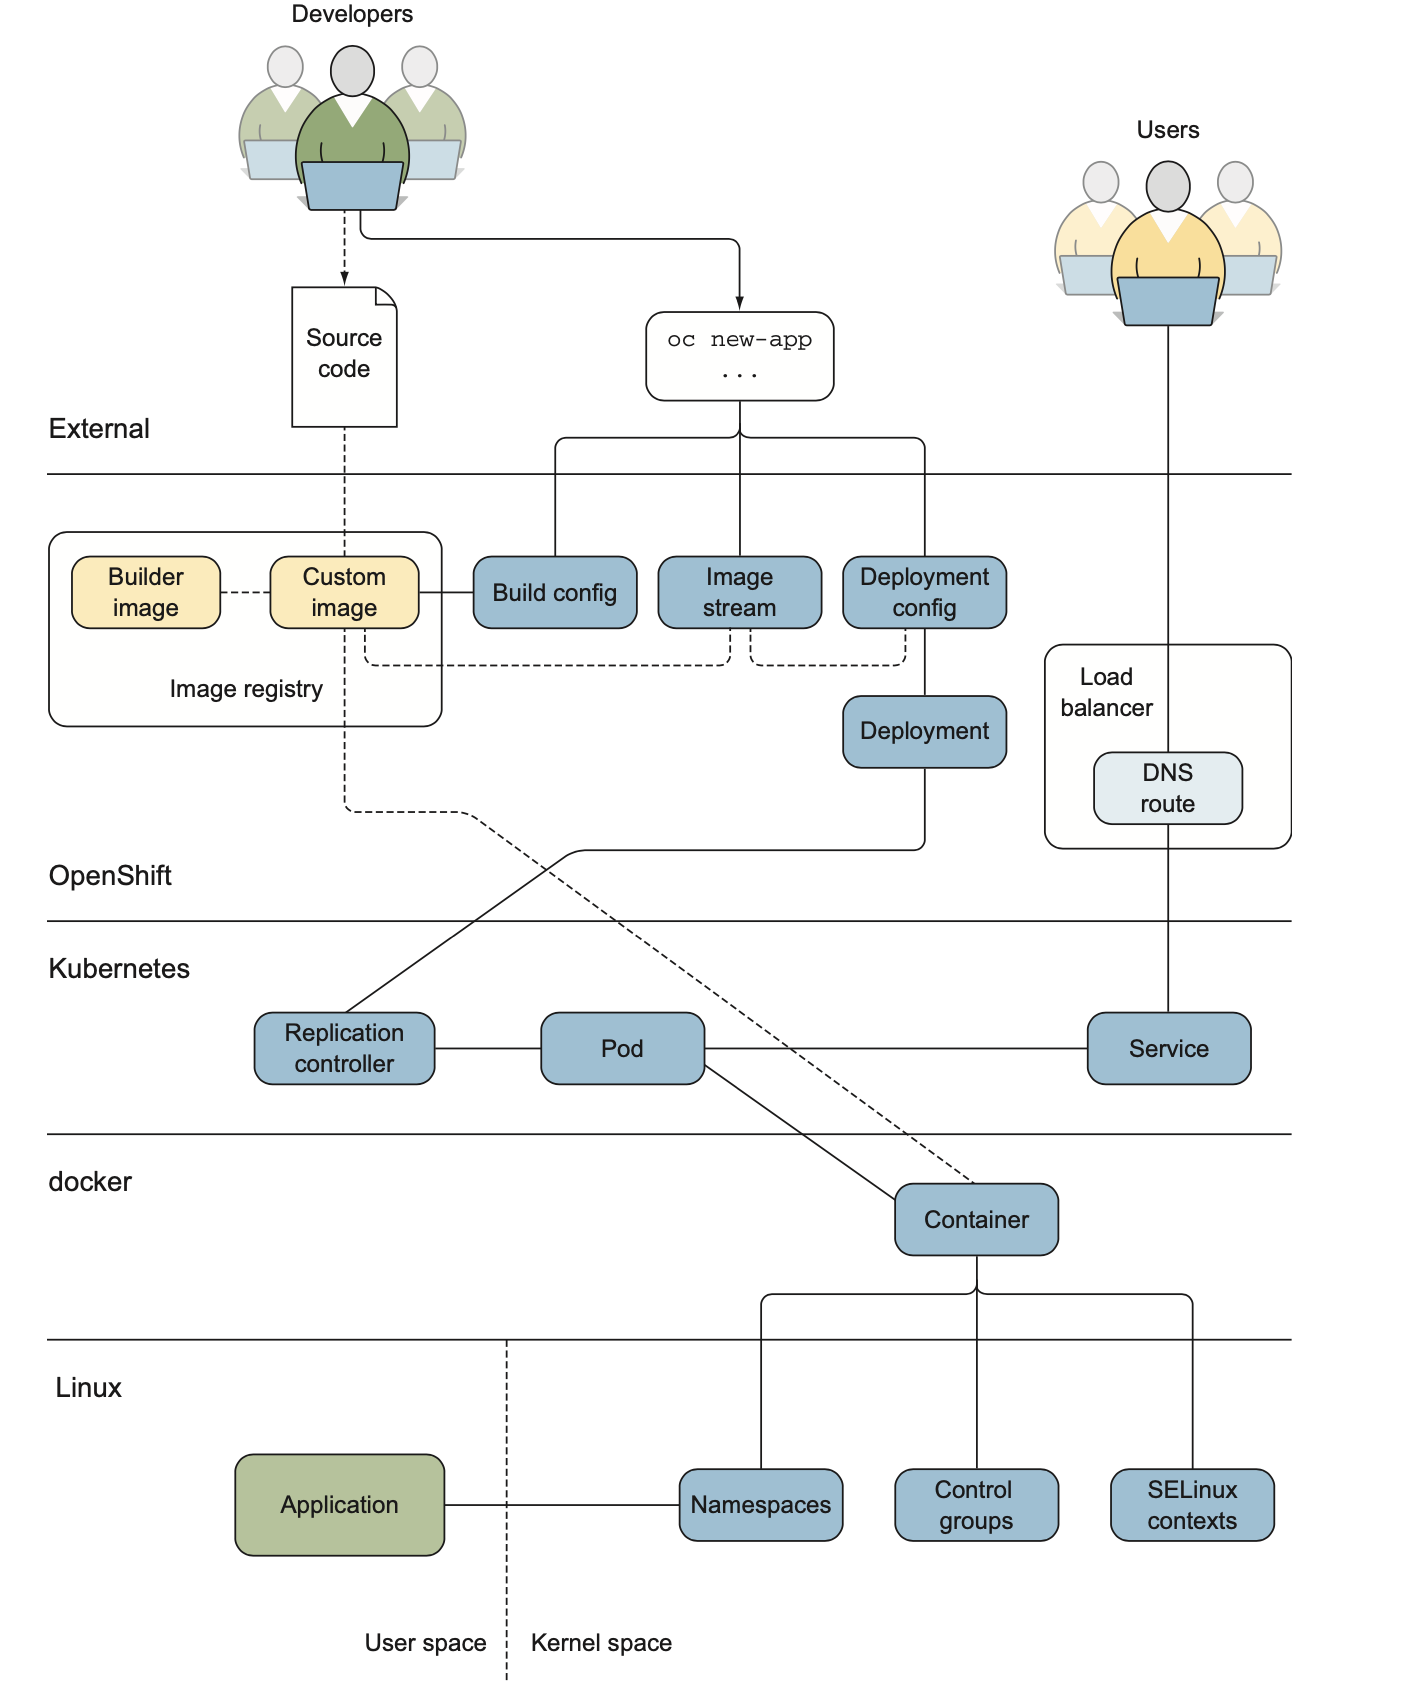 Developers
Users
Source
code
oc new-app
...
External
Builder
image
Custom
image
Build config
Image
stream
Deployment
config
Image registry
Deployment
Load
balancer
DNS
route
OpenShift
Kubernetes
Replication
controller
Pod
Service
docker
Container
Linux
Application
Namespaces
Control
groups
SELinux
contexts
User space
Kernel space